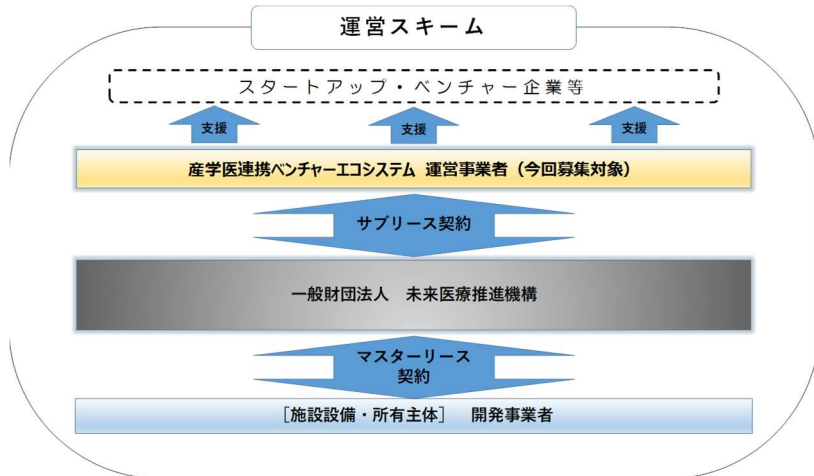 運営スキーム
スタートアップ・ベンチャー企業等
支援 支援 支援
産学医連携ベンチャーエコシステム 運営事業者（今回募集対象）
サブリース契約
一般財団法人 未来医療推進機構
マスターリース
契約
［施設設備・所有主体］ 開発事業者